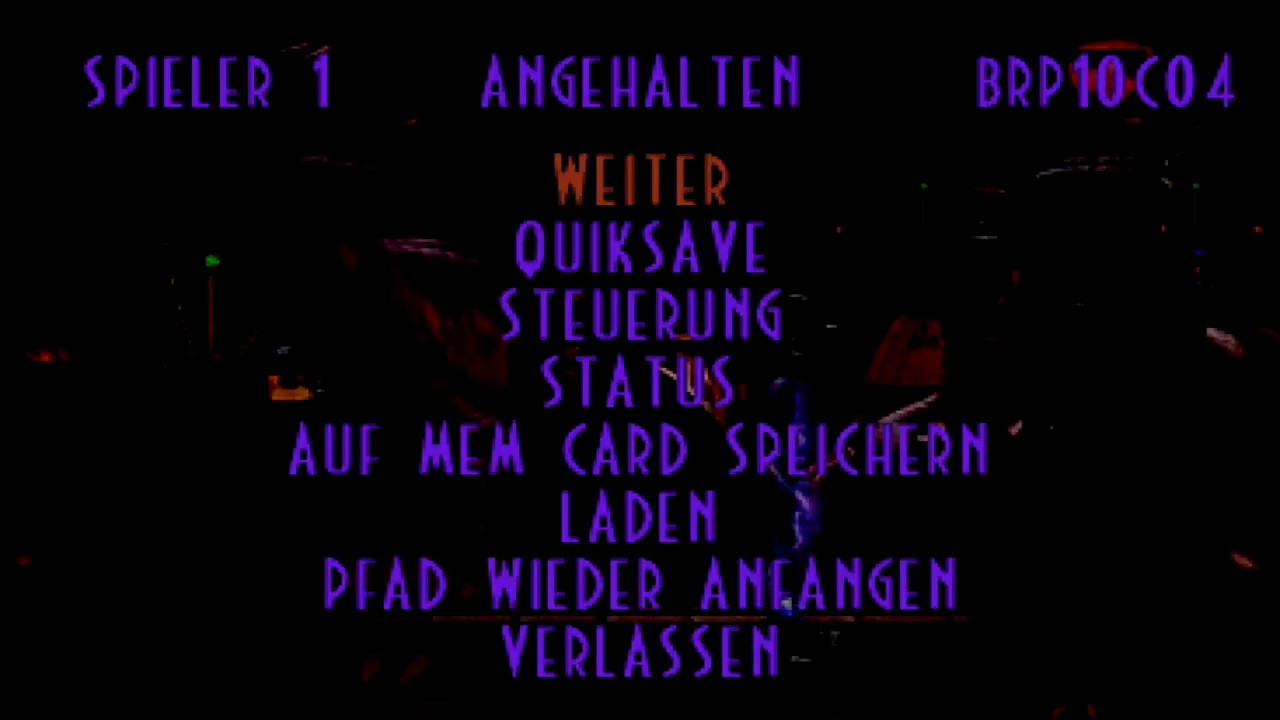 SPIELER 1 ANGEHALTEN BRP10C04
WEITER
QUIKSAVE
STEUERUNG
STATUS
AUF MEM CARD SPEICHERN
LADEN
PFAD WIEDER ANFANGEN
VERLASSEN